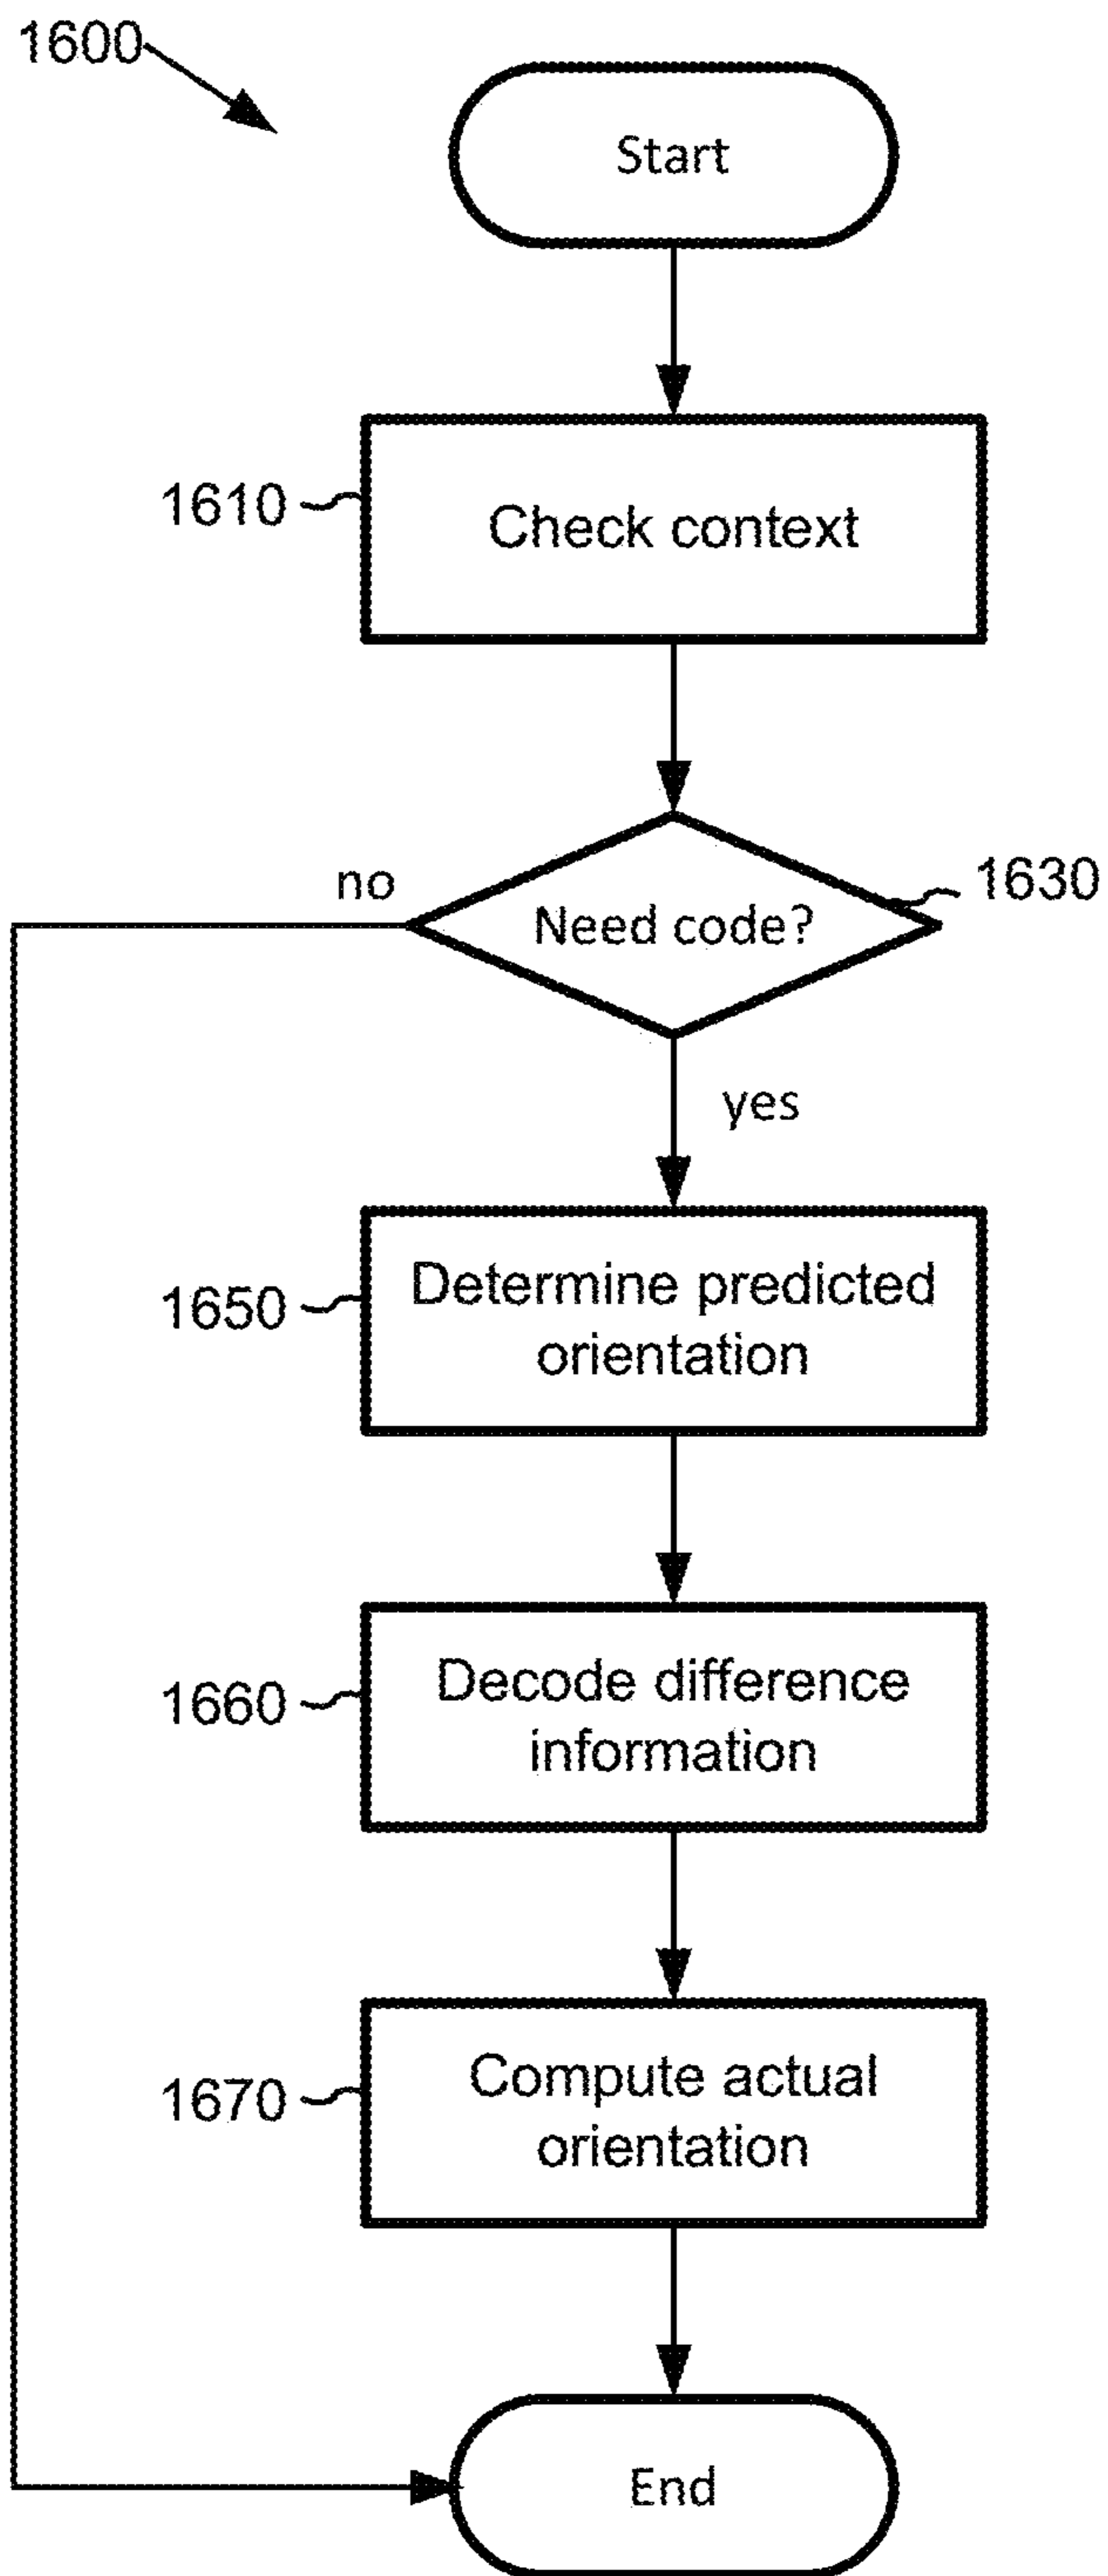 1600
Start
1610
Check context
no
1630
Need code?
yes
1650
Determine predicted
orientation
1660
Decode difference
information
1670
Compute actual
orientation
End